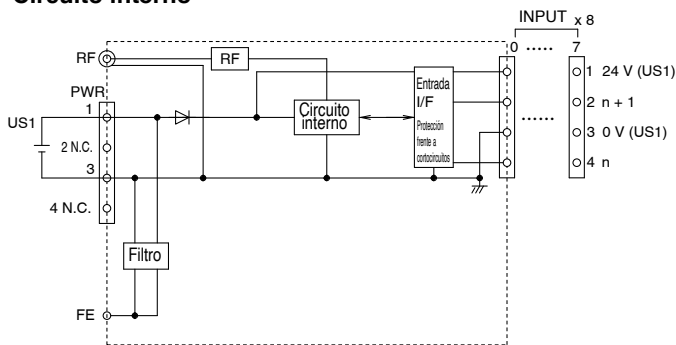 Circuito interno
INPUT x 8
0 ..... 7
RF
RF
PWR
1
US1
2 N.C.
3
4 N.C.
Circuito
interno
Entrada
I/F
Protección
frente a
cortocircuitos
......
1 24 V (US1)
2 n + 1
3 0 V (US1)
4 n
Filtro
FE